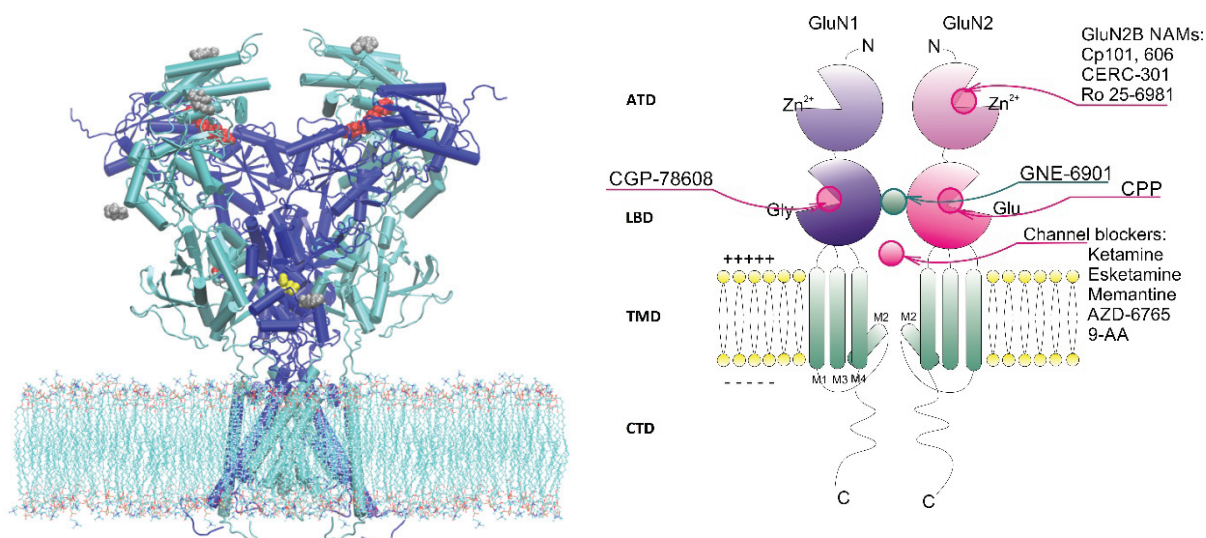 GluN1
GluN2
N
N
GluN2B NAMs:
Cp101, 606
CERC-301
Ro 25-6981
ATD
Zn2+
Zn2+
CGP-78608
GNE-6901
CPP
LBD
Gly
Glu
Channel blockers:
Ketamine
Esketamine
Memantine
AZD-6765
9-AA
+++++
TMD
M2
M2
M1 M3 M4
- - - - -
CTD
C
C